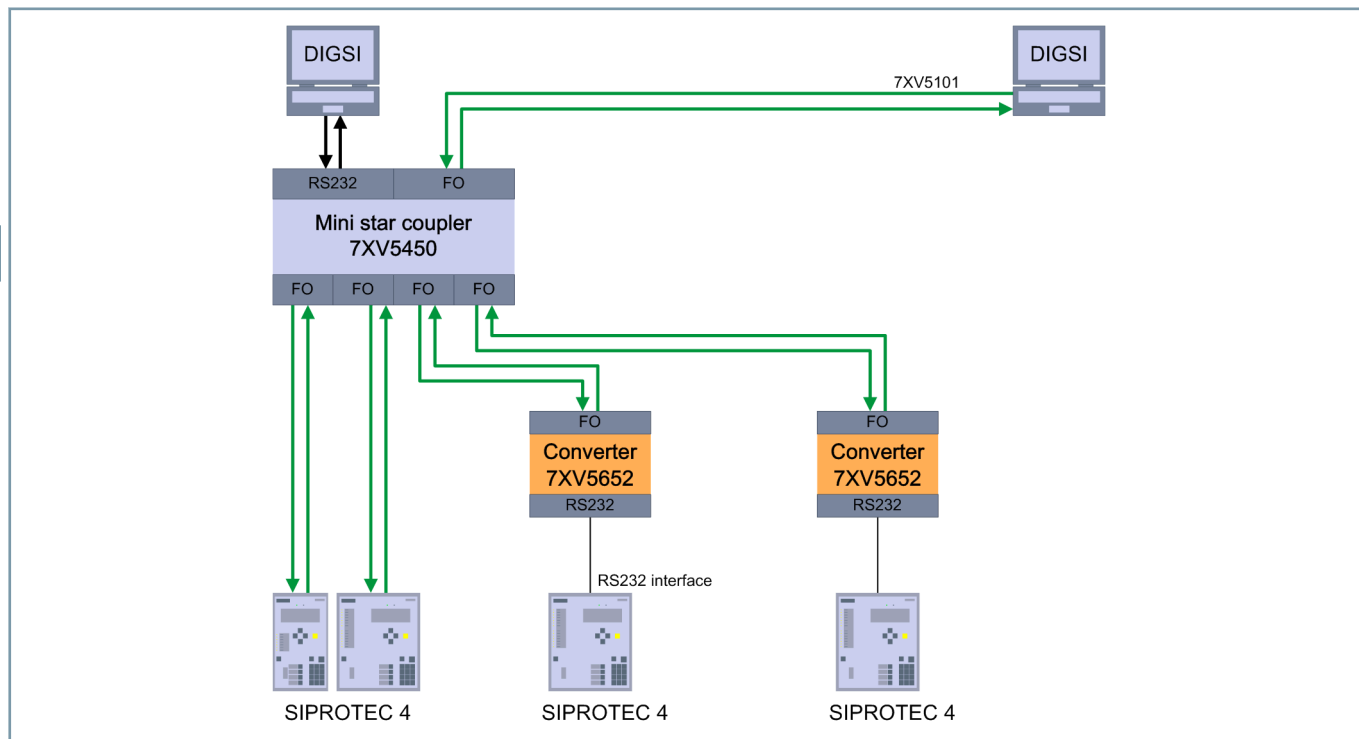 DIGSI
DIGSI
7XV5101
RS232
FO
Mini star coupler
7XV5450
FO
FO
FO
FO
FO
Converter
7XV5652
RS232
FO
Converter
7XV5652
RS232
RS232 interface
SIPROTEC 4
SIPROTEC 4
SIPROTEC 4